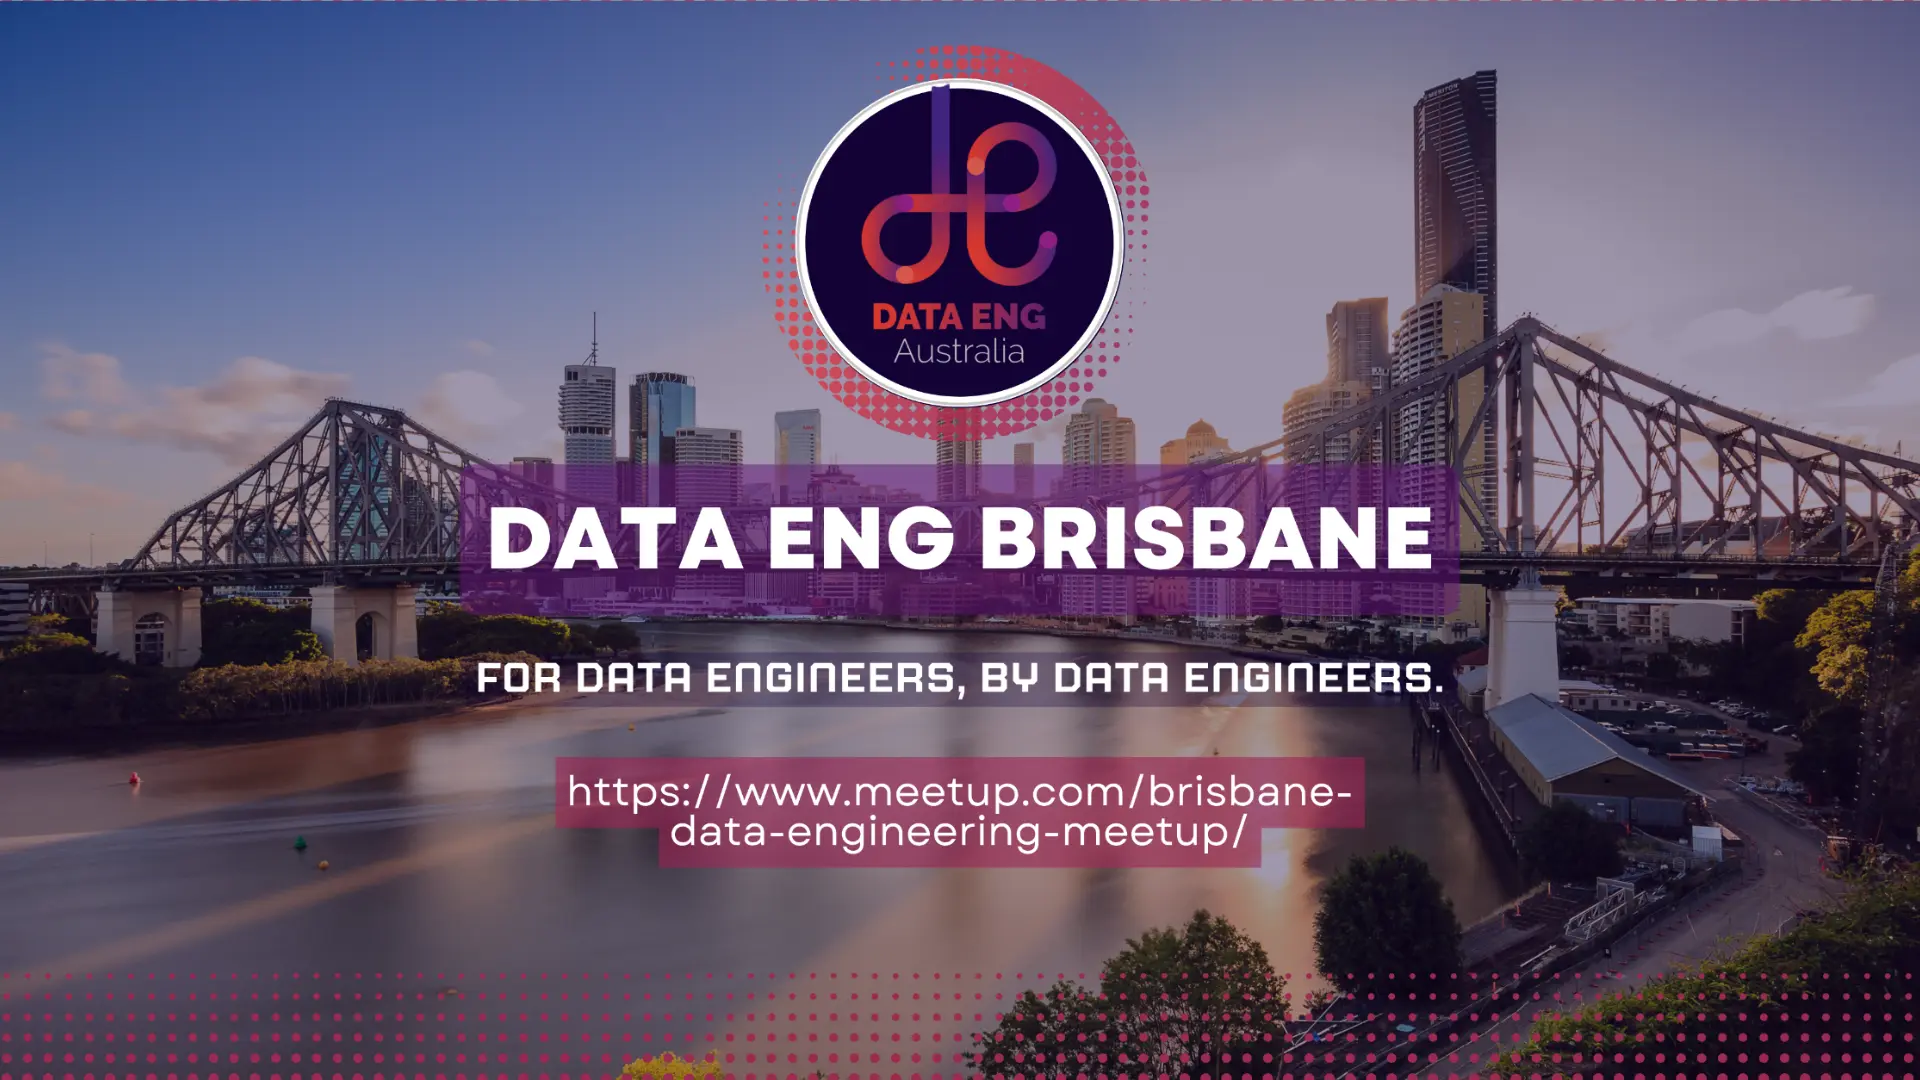 MERITON
DATA ENG
Australia
DATA ENG BRISBANE
FOR DATA ENGINEERS, BY DATA ENGINEERS.
https://www.meetup.com/brisbane-
data-engineering-meetup/